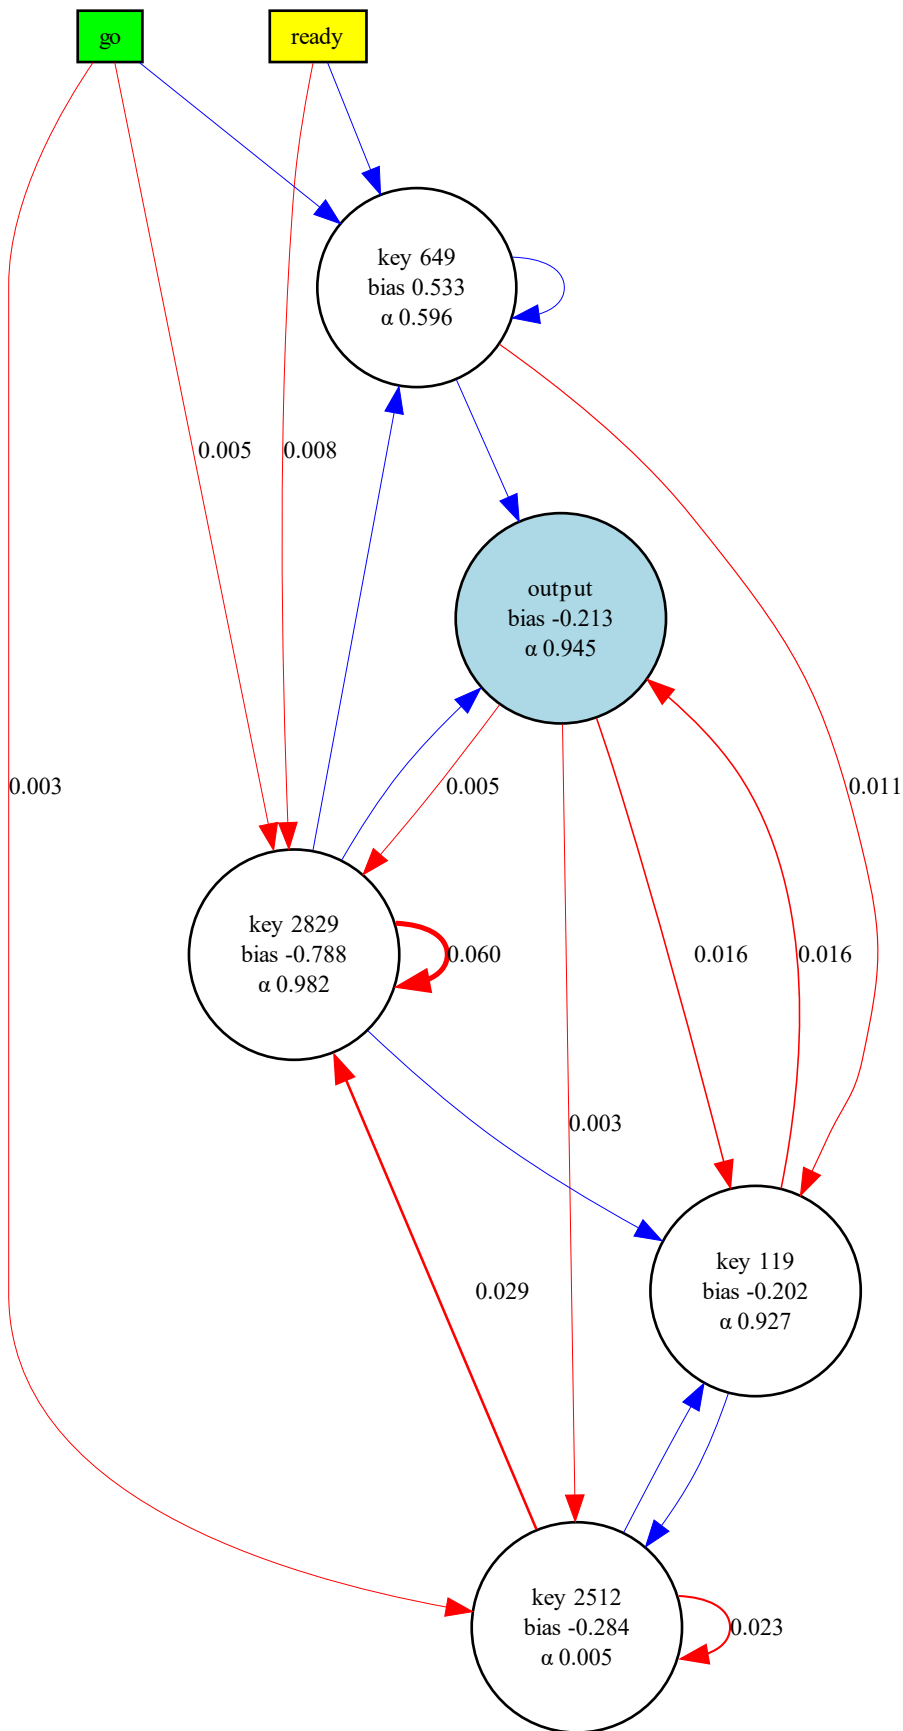 go
ready
key 649
bias 0.533
α 0.596
0.005
0.008
output
bias -0.213
α 0.945
0.003
0.005
0.011
key 2829
bias -0.788
α 0.982
0.060
0.016
0.016
0.003
key 119
bias -0.202
α 0.927
0.029
key 2512
bias -0.284
α 0.005
0.023